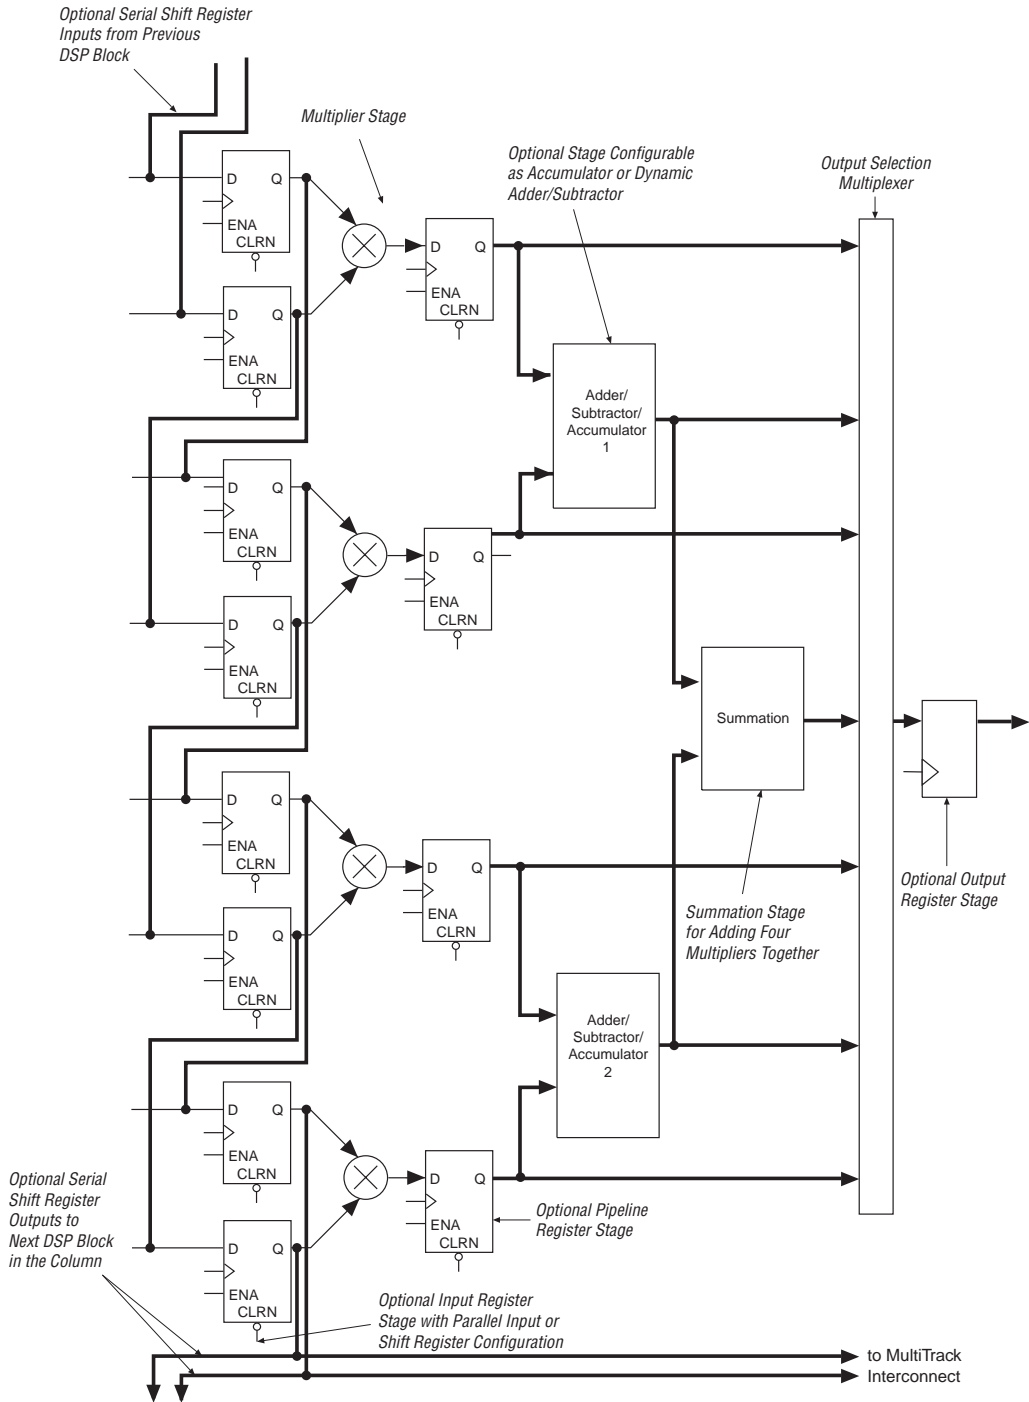 Optional Serial Shift Register
Inputs from Previous
DSP Block
Multiplier Stage
Optional Stage Configurable
as Accumulator or Dynamic
Adder/Subtractor
Output Selection
Multiplexer
D Q
ENA
CLRN
D Q
ENA
CLRN
D Q
ENA
CLRN
Adder/
Subtractor/
Accumulator
1
D Q
ENA
CLRN
D Q
ENA
CLRN
D Q
ENA
CLRN
Summation
D Q
ENA
CLRN
D Q
ENA
CLRN
D Q
ENA
CLRN
Summation Stage
for Adding Four
Multipliers Together
Optional Output
Register Stage
Adder/
Subtractor/
Accumulator
2
D Q
ENA
CLRN
D Q
ENA
CLRN
D Q
ENA
CLRN
Optional Pipeline
Register Stage
Optional Serial
Shift Register
Outputs to
Next DSP Block
in the Column
Optional Input Register
Stage with Parallel Input or
Shift Register Configuration
to MultiTrack
Interconnect